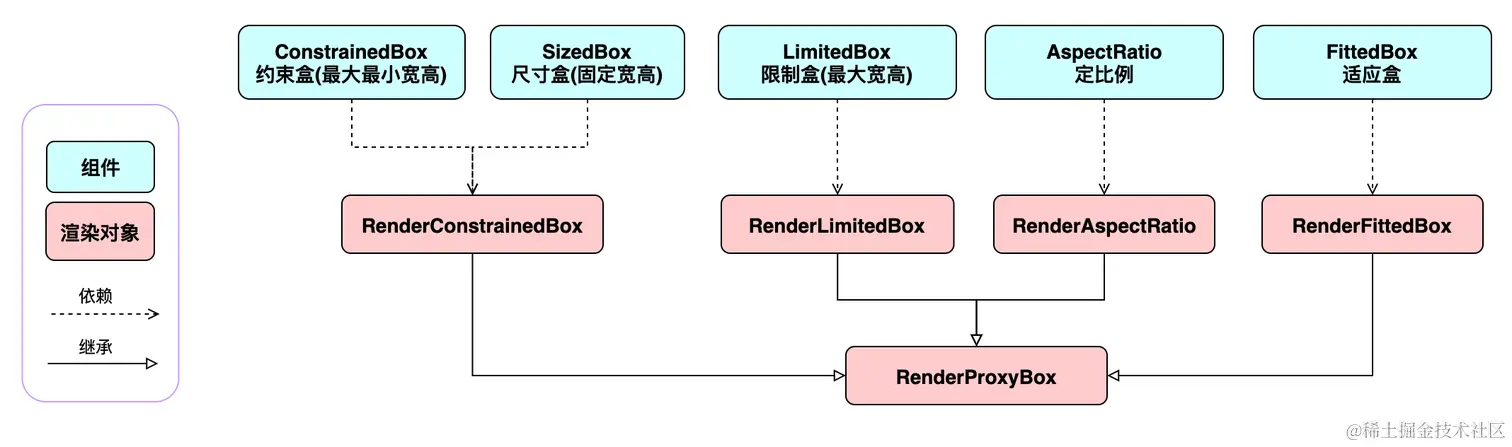 ConstrainedBox
约束盒(最大最小宽高)
SizedBox
尺寸盒(固定宽高)
LimitedBox
限制盒(最大宽高)
AspectRatio
定比例
FittedBox
适应盒
组件
渲染对象
依赖
继承
RenderConstrainedBox
RenderLimitedBox
RenderAspectRatio
RenderFittedBox
RenderProxyBox
@稀土掘金技术社区